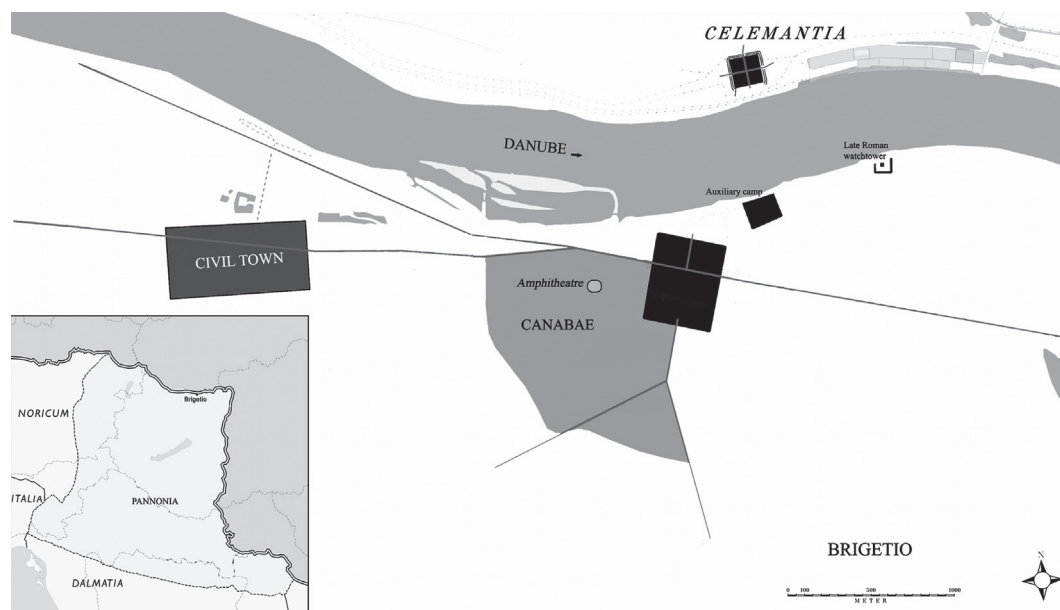 CELEMANTIA
DANUBE
Late Roman
watchtower
Auxiliary camp
CIVIL TOWN
Amphitheatre
CANABAE
Brigetio
NORICUM
ITALIA
PANNONIA
DALMATIA
BRIGETIO
N
0 100 500 1000
METER